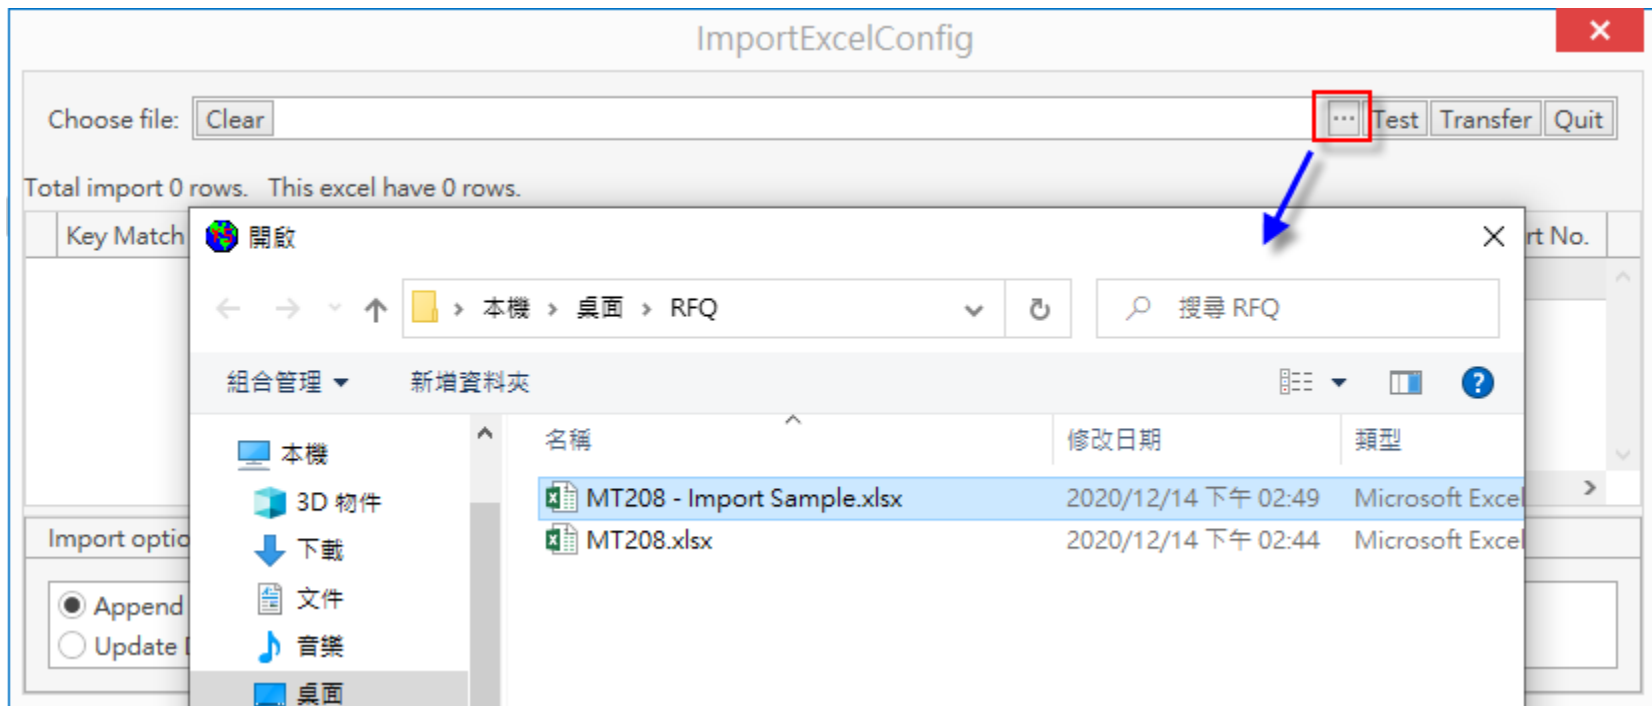 ImportExcelConfig
Choose file: Clear ... Test Transfer Quit
Total import 0 rows. This excel have 0 rows.
Key Match rt No.
開啟
本機 > 桌面 > RFQ
搜尋 RFQ
組合管理 新增資料夾
名稱 修改日期 類型
本機
3D 物件
下載
文件
音樂
桌面
MT208 - Import Sample.xlsx 2020/12/14 下午 02:49 Microsoft Excel
MT208.xlsx 2020/12/14 下午 02:44 Microsoft Excel
Import optio
Append
Update